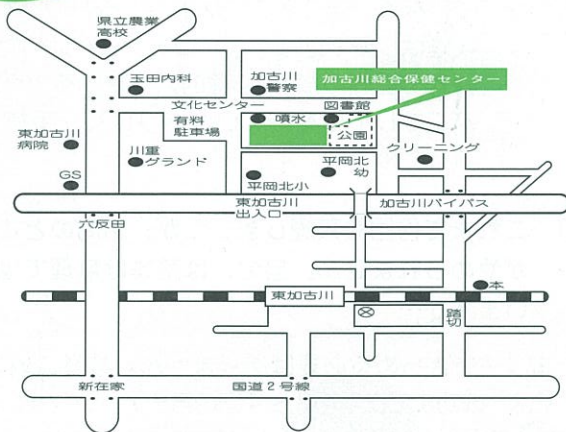 県立農業
高校
玉田内科
加古川
警察
加古川総合保健センター
文化センター
図書館
噴水
有料
駐車場
公園
東加古川
病院
川重
グランド
クリーニング
平岡北
幼
GS
平岡北小
東加古川
出入口
加古川バイパス
六反田
本
東加古川
踏
切
新在家
国道2号線